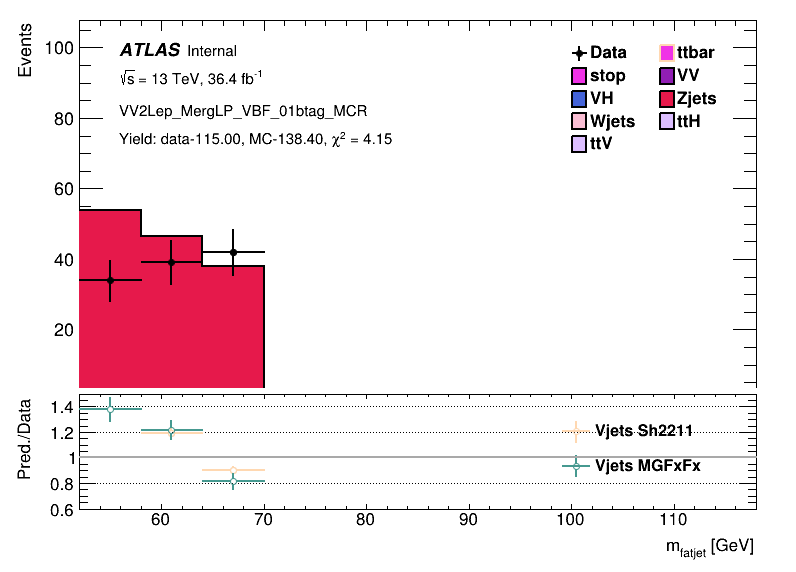 Events
100
80
60
40
20
ATLAS Internal
√s = 13 TeV, 36.4 fb⁻¹
VV2Lep_MergLP_VBF_01btag_MCR
Yield: data-115.00, MC-138.40, χ² = 4.15
Data
ttbar
stop
VV
VH
Zjets
Wjets
ttH
ttV
Pred./Data
1.4
1.2
1
0.8
0.6
Vjets Sh2211
Vjets MGFxFx
60 70 80 90 100 110
m_fatjet [GeV]